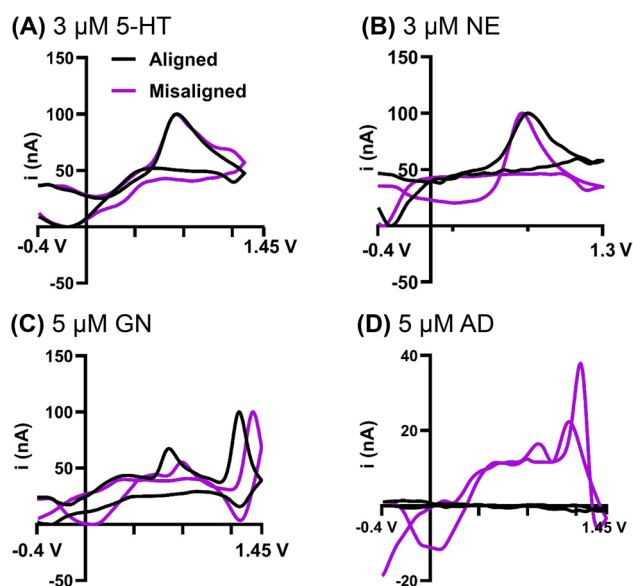 (A) 3 µM 5-HT
Aligned
Misaligned
i (nA)
150
100
50
-50
-0.4 V
1.45 V
(B) 3 µM NE
i (nA)
150
100
50
-50
-0.4 V
1.3 V
(C) 5 µM GN
i (nA)
150
100
50
-50
-0.4 V
1.45 V
(D) 5 µM AD
i (nA)
40
20
-20
-0.4 V
1.45 V